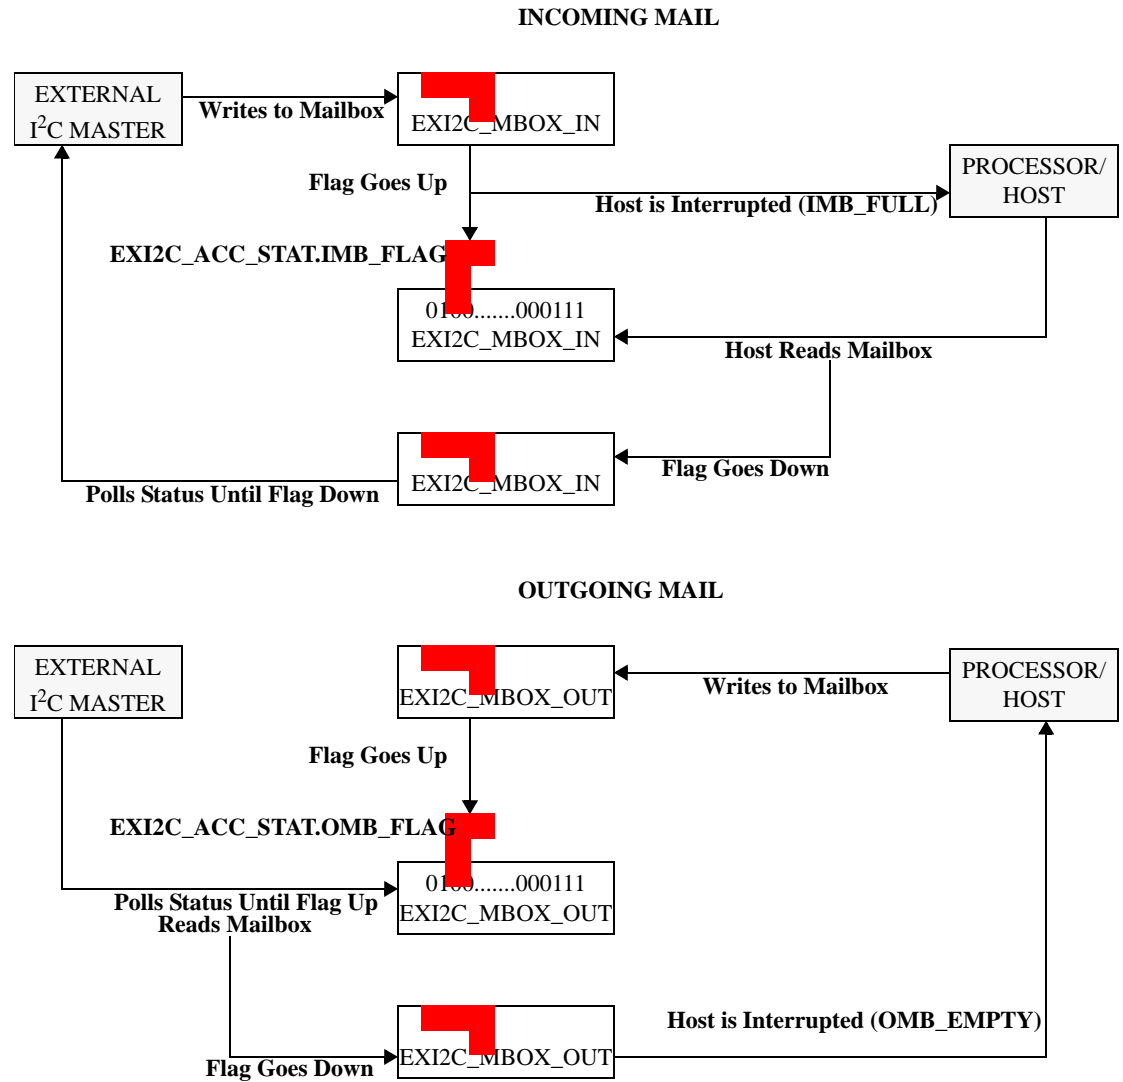 INCOMING MAIL
EXTERNAL
I²C MASTER
Writes to Mailbox
EXI2C_MBOX_IN
Flag Goes Up
PROCESSOR/
HOST
Host is Interrupted (IMB_FULL)
EXI2C_ACC_STAT.IMB_FLAG
0100.......000111
EXI2C_MBOX_IN
Host Reads Mailbox
Flag Goes Down
EXI2C_MBOX_IN
Polls Status Until Flag Down
OUTGOING MAIL
EXTERNAL
I²C MASTER
EXI2C_MBOX_OUT
Writes to Mailbox
PROCESSOR/
HOST
Flag Goes Up
EXI2C_ACC_STAT.OMB_FLAG
0100.......000111
EXI2C_MBOX_OUT
Polls Status Until Flag Up
Reads Mailbox
Host is Interrupted (OMB_EMPTY)
EXI2C_MBOX_OUT
Flag Goes Down